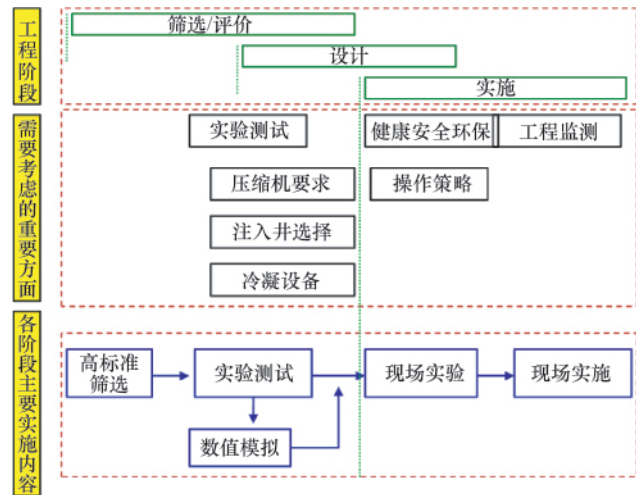 工程阶段
筛选/评价
设计
实施
需要考虑的重要方面
实验测试
健康安全环保
工程监测
压缩机要求
操作策略
注入井选择
冷凝设备
各阶段主要实施内容
高标准
筛选
实验测试
现场实验
现场实施
数值模拟